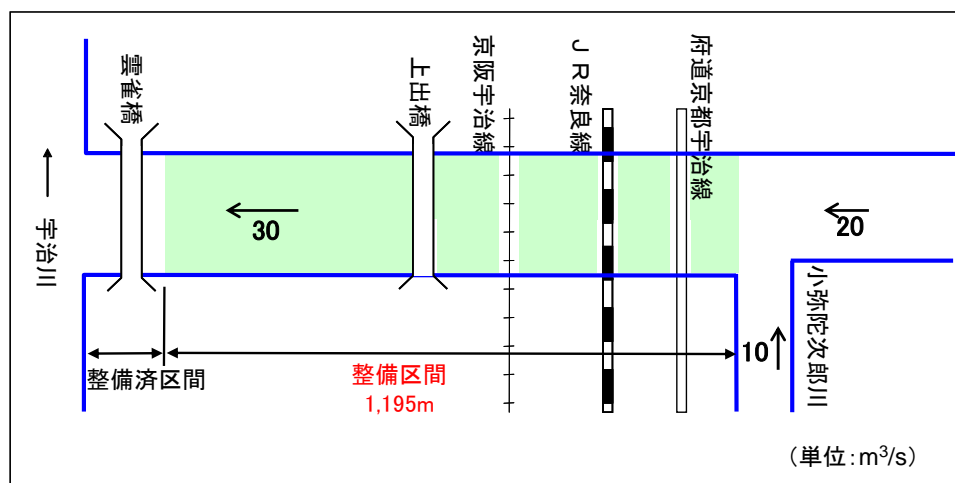 雲雀橋
上出橋
京阪宇治線
ＪＲ奈良線
府道京都宇治線
宇治川
30
20
小弥陀次郎川
10
整備済区間
整備区間
1,195m
（単位：m³/s）